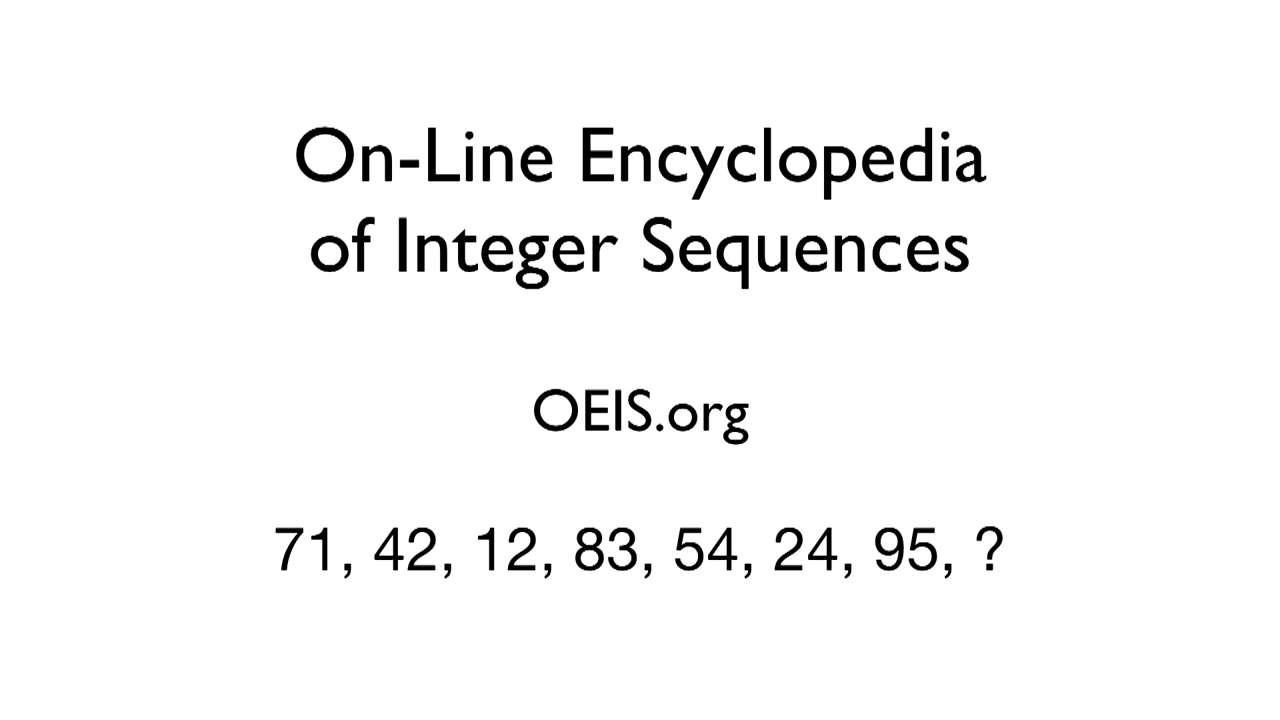 On-Line Encyclopedia
of Integer Sequences
OEIS.org
71, 42, 12, 83, 54, 24, 95, ?